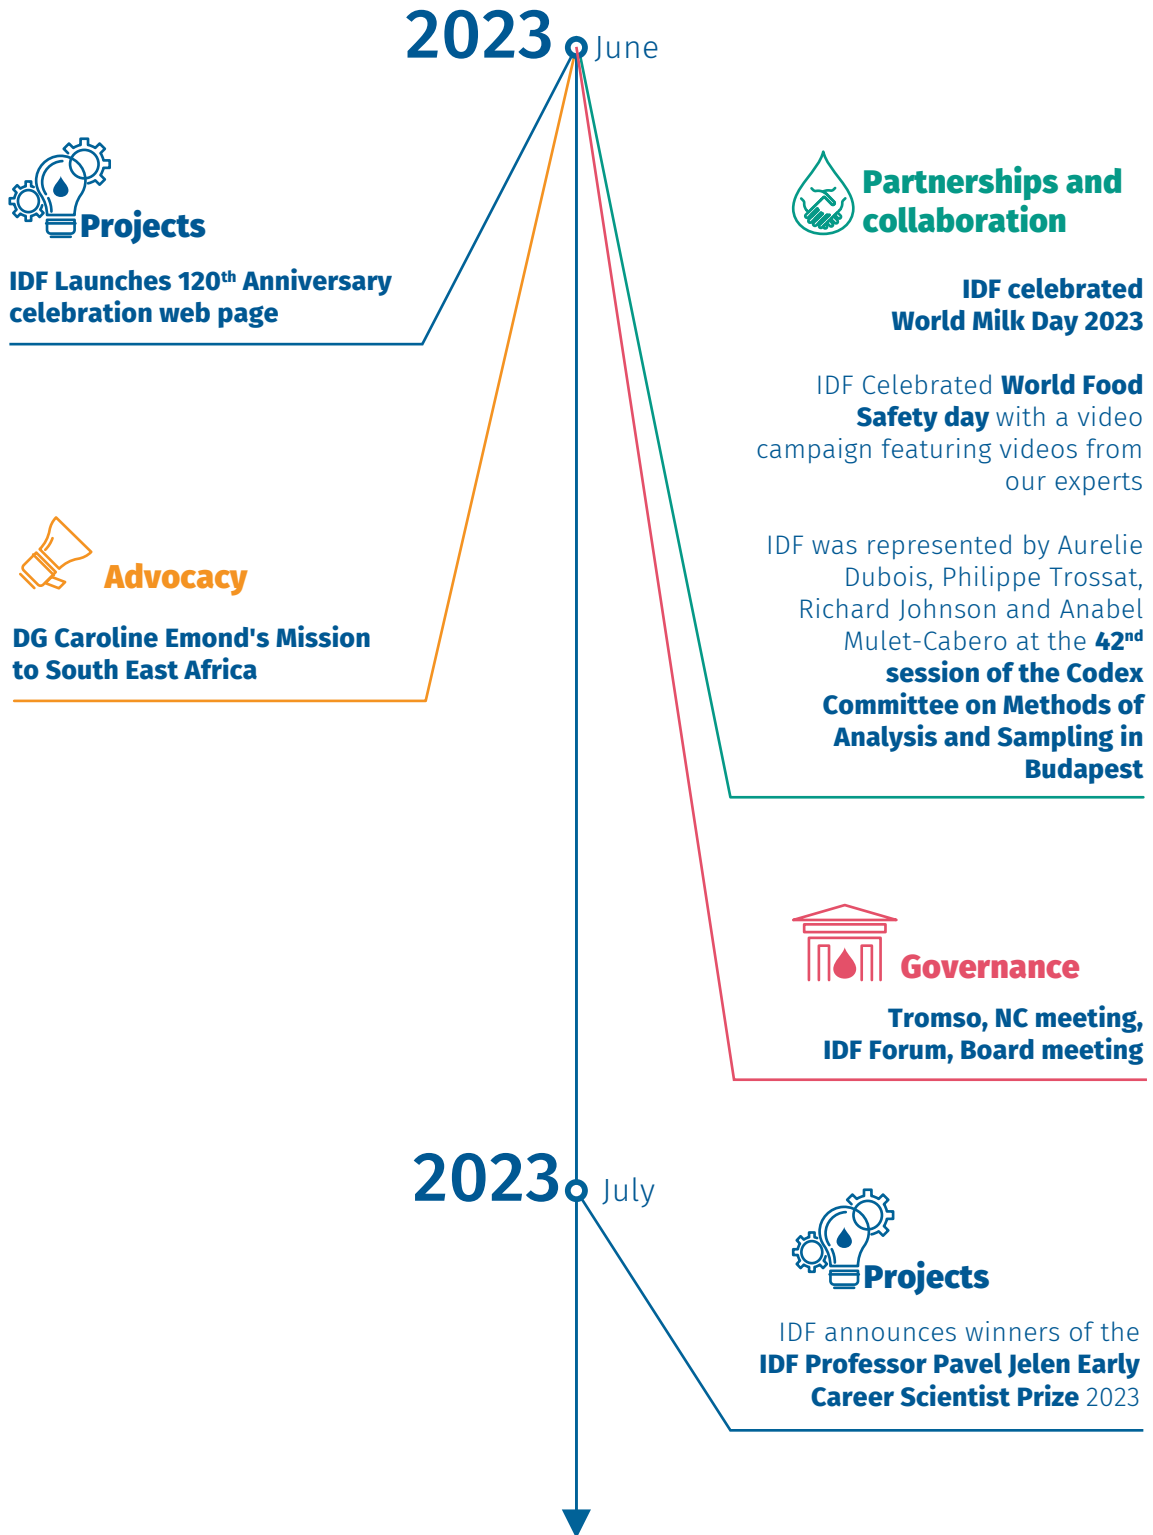 2023
June
Projects
IDF Launches 120th Anniversary
celebration web page
Advocacy
DG Caroline Emond's Mission
to South East Africa
Partnerships and
collaboration
IDF celebrated
World Milk Day 2023
IDF Celebrated World Food
Safety day with a video
campaign featuring videos from
our experts
IDF was represented by Aurelie
Dubois, Philippe Trossat,
Richard Johnson and Anabel
Mulet-Cabero at the 42nd
session of the Codex
Committee on Methods of
Analysis and Sampling in
Budapest
Governance
Tromso, NC meeting,
IDF Forum, Board meeting
2023
July
Projects
IDF announces winners of the
IDF Professor Pavel Jelen Early
Career Scientist Prize 2023